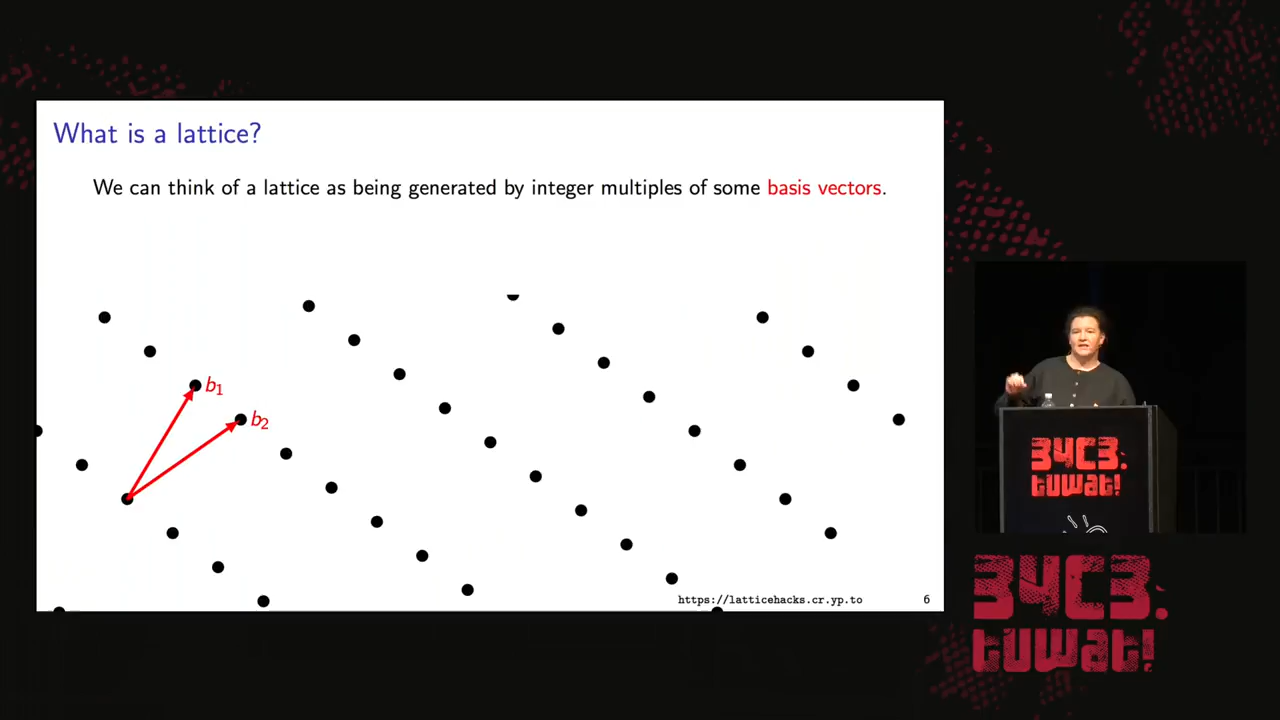 What is a lattice?
We can think of a lattice as being generated by integer multiples of some basis vectors.
b1
b2
https://latticehacks.cr.yp.to 6
34C3:
tuwat!
34C3:
tuwat!